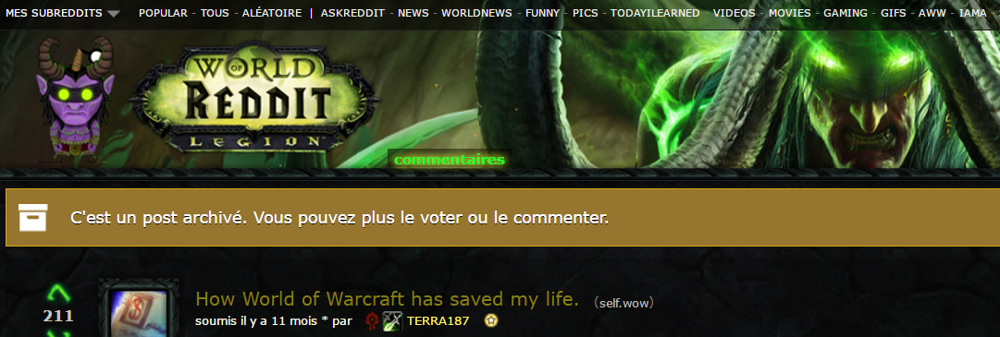 MES SUBREDDITS POPULAR - TOUS - ALÉATOIRE | ASKREDDIT - NEWS - WORLDNEWS - FUNNY - PICS - TODAYILEARNED - VIDEOS - MOVIES - GAMING - GIFS - AWW - IAMA -
WORLD
OF
REDDIT
LEGION
commentaires
C'est un post archivé. Vous pouvez plus le voter ou le commenter.
How World of Warcraft has saved my life. (self.wow)
211
soumis il y a 11 mois * par TERRA187